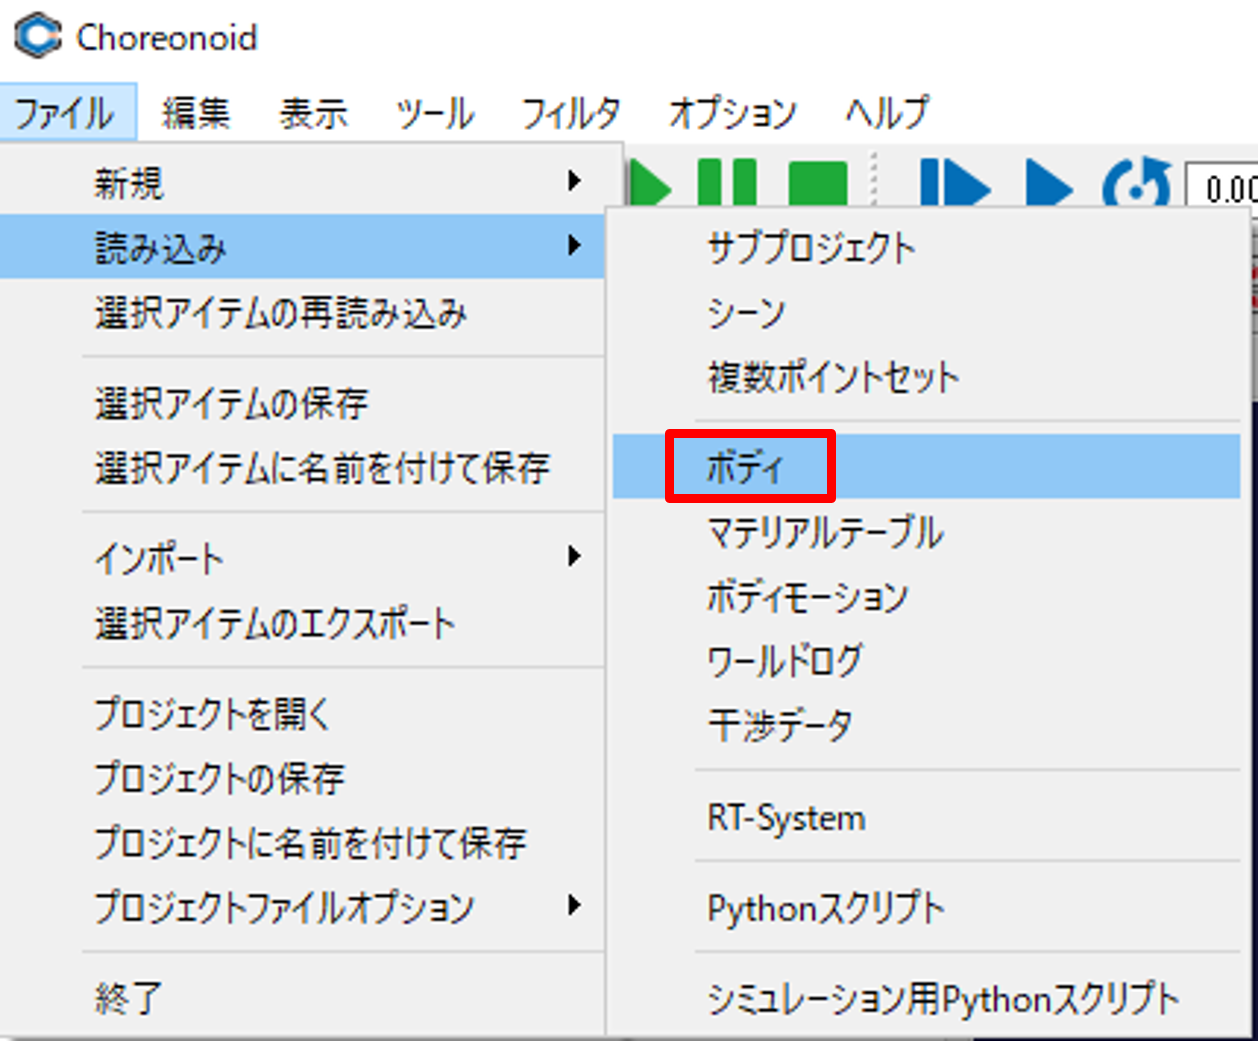 Choreonoid
ファイル 編集 表示 ツール フィルタ オプション ヘルプ
新規
読み込み
選択アイテムの再読み込み
選択アイテムの保存
選択アイテムに名前を付けて保存
インポート
選択アイテムのエクスポート
プロジェクトを開く
プロジェクトの保存
プロジェクトに名前を付けて保存
プロジェクトファイルオプション
終了
0.00
サブプロジェクト
シーン
複数ポイントセット
ボディ
マテリアルテーブル
ボディモーション
ワールドログ
干渉データ
RT-System
Pythonスクリプト
シミュレーション用Pythonスクリプト